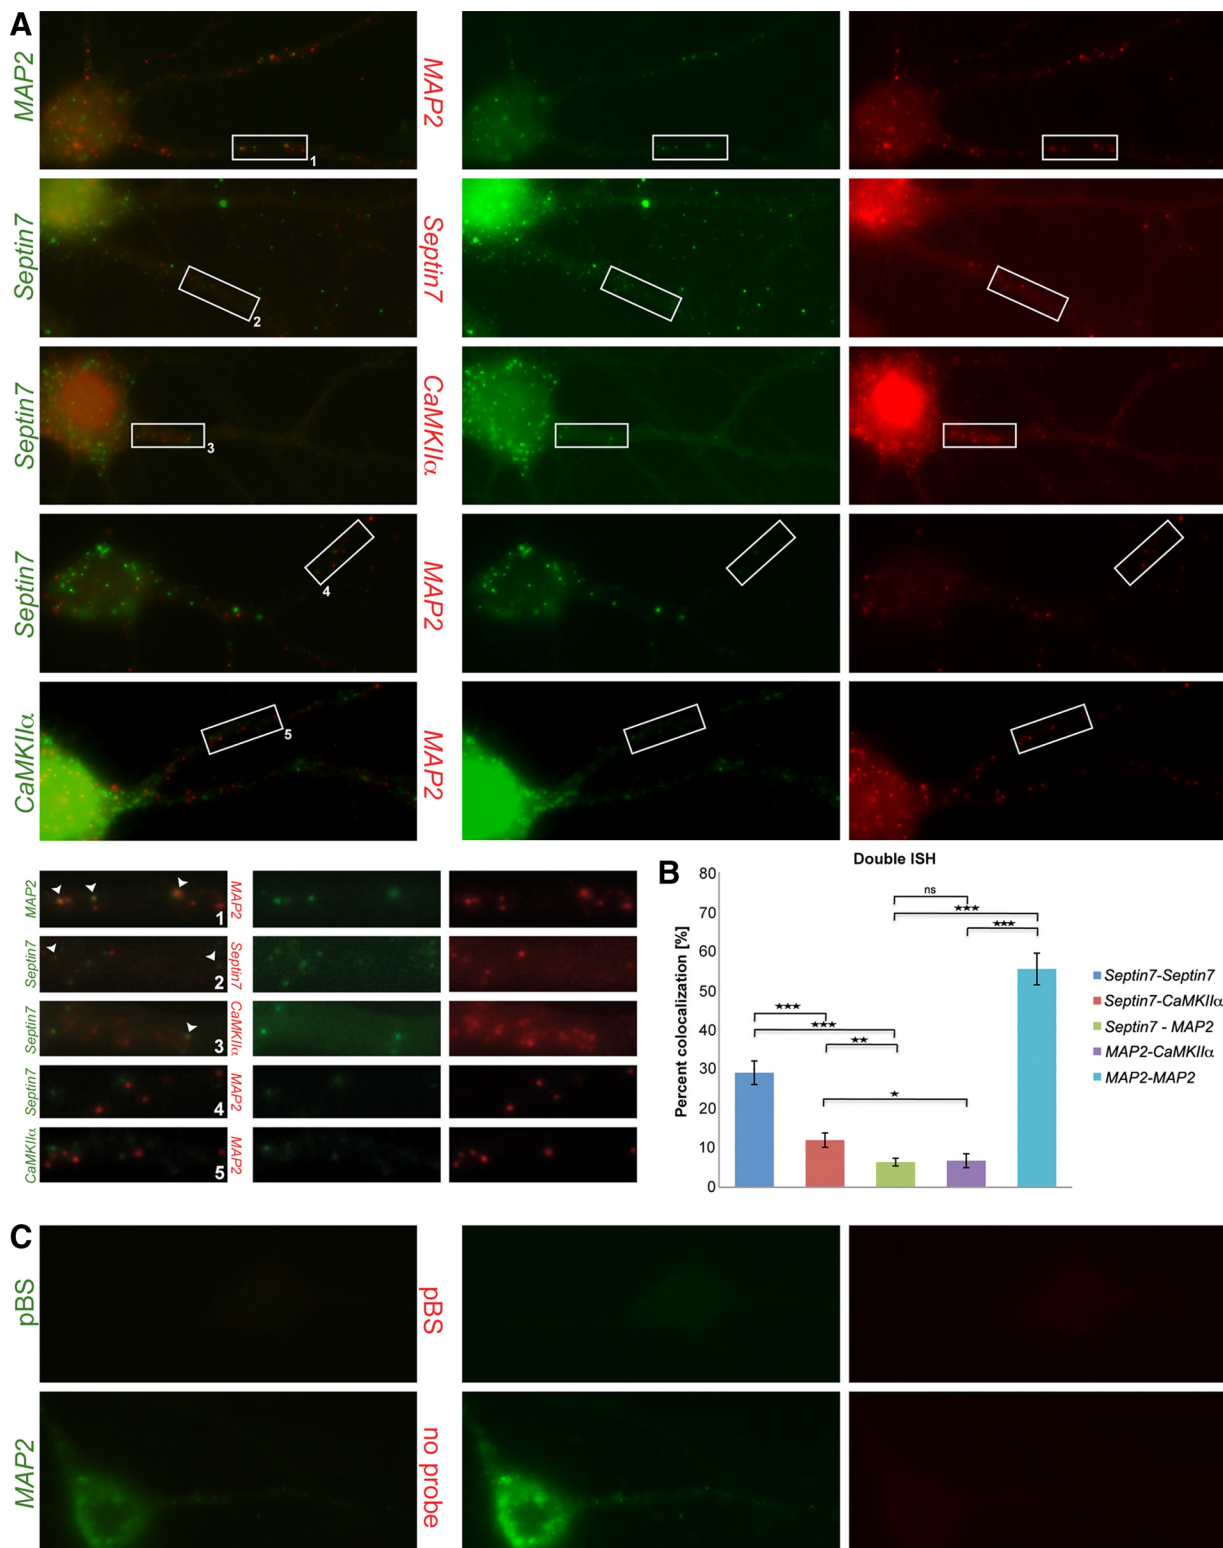 A
MAP2
MAP2
1
Septin7
Septin7
2
Septin7
CaMKIIα
3
Septin7
MAP2
4
CaMKIIα
MAP2
5
MAP2
1
MAP2
Septin7
2
Septin7
Septin7
3
CaMKIIα
Septin7
4
MAP2
CaMKIIα
5
MAP2
B
Double ISH
Percent colocalization [%]
80
70
60
50
40
30
20
10
0
ns
★★★
★★★
★★★
★★★
★★
★
Septin7-Septin7
Septin7-CaMKIIα
Septin7 - MAP2
MAP2-CaMKIIα
MAP2-MAP2
C
pBS
pBS
MAP2
no probe